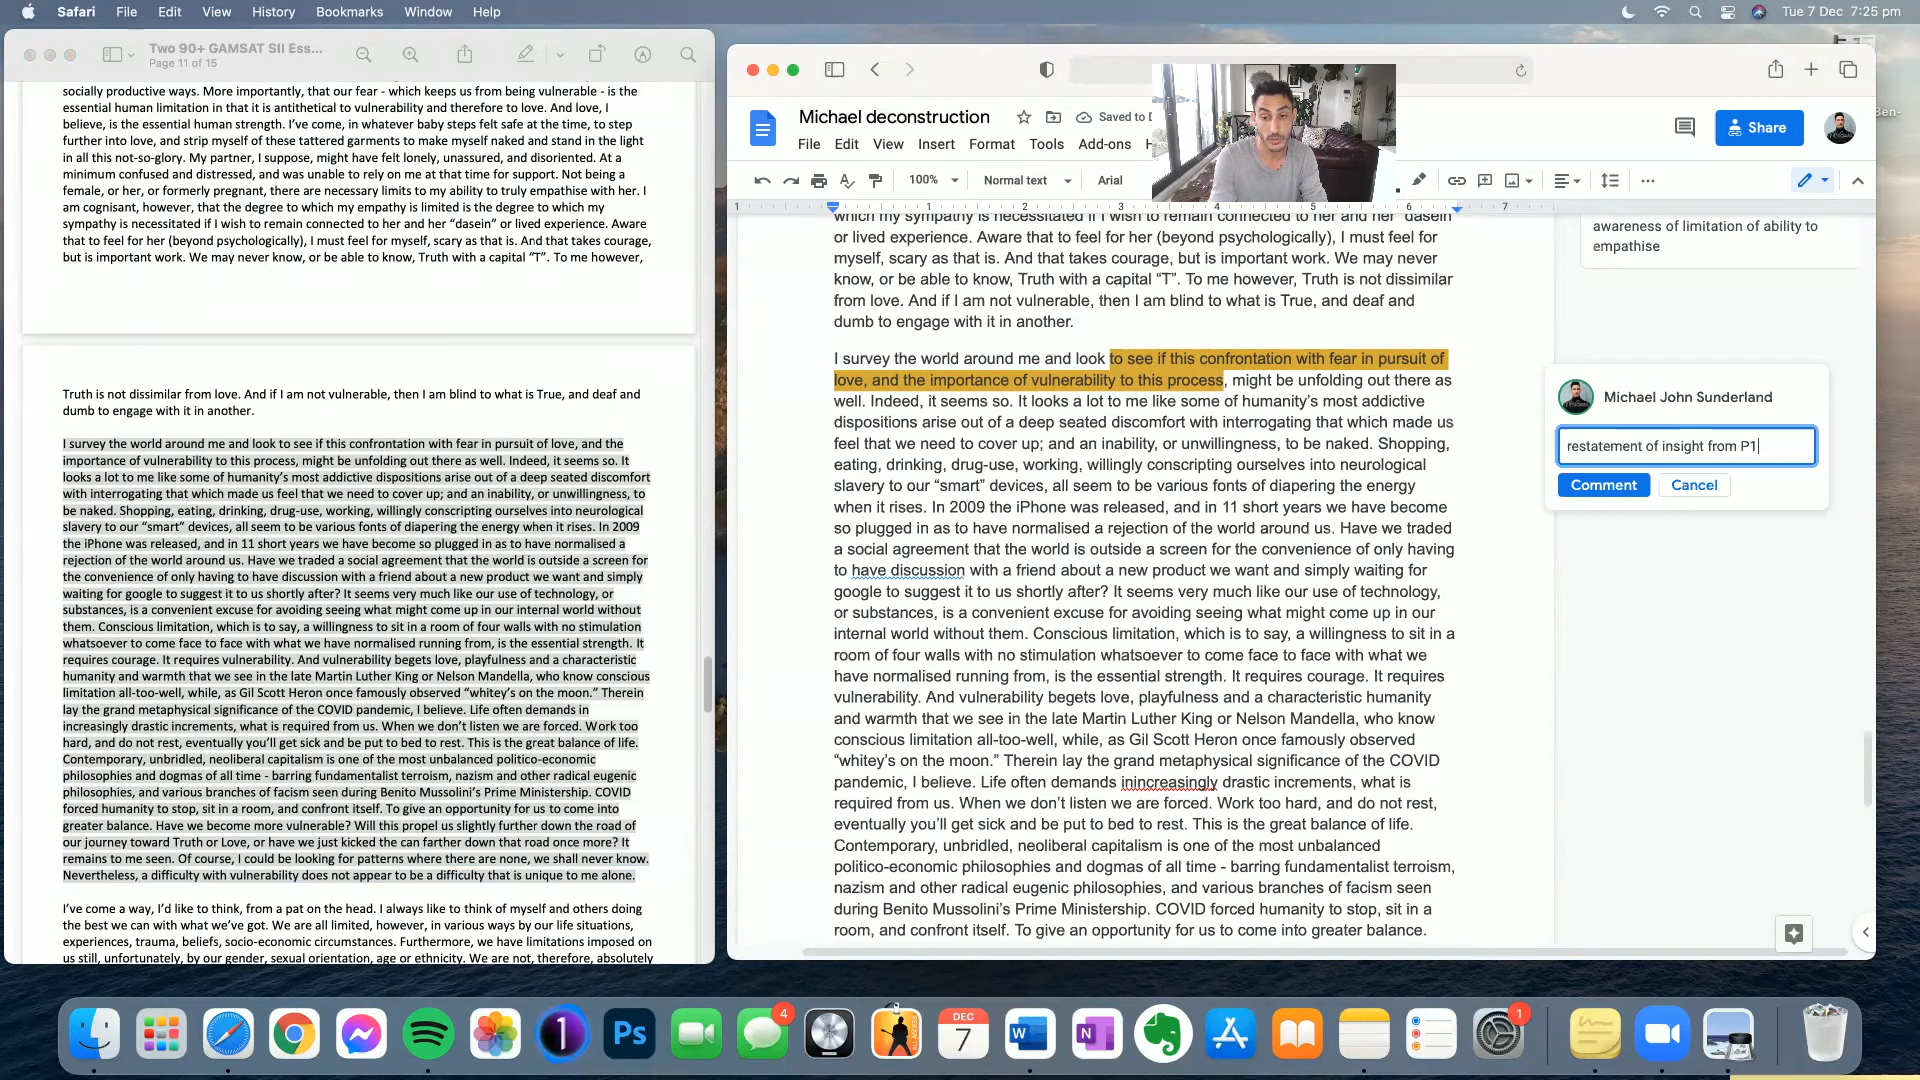 Safari File Edit View History Bookmarks Window Help
Tue 7 Dec 7:25 pm
Two 90+ GAMSAT SII Ess...
Page 11 of 15
socially productive ways. More importantly, that our fear - which keeps us from being vulnerable - is the
essential human limitation in that it is antithetical to vulnerability and therefore to love. And love, I
believe, is the essential human strength. I've come, in whatever baby steps felt safe at the time, to step
further into love, and strip myself of these tattered garments to make myself naked and stand in the light
in all this not-so-glory. My partner, I suppose, might have felt lonely, unassured, and disoriented. At a
minimum confused and distressed, and was unable to rely on me at that time for support. Not being a
female, or her, or formerly pregnant, there are necessary limits to my ability to truly empathise with her. I
am cognisant, however, that the degree to which my empathy is limited is the degree to which my
sympathy is necessitated if I wish to remain connected to her and her “dasein” or lived experience. Aware
that to feel for her (beyond psychologically), I must feel for myself, scary as that is. And that takes courage,
but is important work. We may never know, or be able to know, Truth with a capital “T”. To me however,
Truth is not dissimilar from love. And if I am not vulnerable, then I am blind to what is True, and deaf and
dumb to engage with it in another.
I survey the world around me and look to see if this confrontation with fear in pursuit of love, and the
importance of vulnerability to this process, might be unfolding out there as well. Indeed, it seems so. It
looks a lot to me like some of humanity's most addictive dispositions arise out of a deep seated discomfort
with interrogating that which made us feel that we need to cover up; and an inability, or unwillingness, to
be naked. Shopping, eating, drinking, drug-use, working, willingly conscripting ourselves into neurological
slavery to our “smart” devices, all seem to be various fonts of diapering the energy when it rises. In 2009
the iPhone was released, and in 11 short years we have become so plugged in as to have normalised a
rejection of the world around us. Have we traded a social agreement that the world is outside a screen for
the convenience of only having to have discussion with a friend about a new product we want and simply
waiting for google to suggest it to us shortly after? It seems very much like our use of technology, or
substances, is a convenient excuse for avoiding seeing what might come up in our internal world without
them. Conscious limitation, which is to say, a willingness to sit in a room of four walls with no stimulation
whatsoever to come face to face with what we have normalised running from, is the essential strength. It
requires courage. It requires vulnerability. And vulnerability begets love, playfulness and a characteristic
humanity and warmth that we see in the late Martin Luther King or Nelson Mandella, who know conscious
limitation all-too-well, while, as Gil Scott Heron once famously observed “whitey's on the moon.” Therein
lay the grand metaphysical significance of the COVID pandemic, I believe. Life often demands in
increasingly drastic increments, what is required from us. When we don't listen we are forced. Work too
hard, and do not rest, eventually you'll get sick and be put to bed to rest. This is the great balance of life.
Contemporary, unbridled, neoliberal capitalism is one of the most unbalanced politico-economic
philosophies and dogmas of all time - barring fundamentalist terroism, nazism and other radical eugenic
philosophies, and various branches of facism seen during Benito Mussolini's Prime Ministership. COVID
forced humanity to stop, sit in a room, and confront itself. To give an opportunity for us to come into
greater balance. Have we become more vulnerable? Will this propel us slightly further down the road of
our journey toward Truth or Love, or have we just kicked the can farther down that road once more? It
remains to me seen. Of course, I could be looking for patterns where there are none, we shall never know.
Nevertheless, a difficulty with vulnerability does not appear to be a difficulty that is unique to me alone.
I've come a way, I'd like to think, from a pat on the head. I always like to think of myself and others doing
the best we can with what we've got. We are all limited, however, in various ways by our life situations,
experiences, trauma, beliefs, socio-economic circumstances. Furthermore, we have limitations imposed on
us still, unfortunately, by our gender, sexual orientation, age or ethnicity. We are not, therefore, absolutely
Michael deconstruction
Saved to D
File Edit View Insert Format Tools Add-ons H
Share
100% Normal text Arial
1 1 2 3 4 5 6 7
which my sympathy is necessitated if I wish to remain connected to her and her “dasein”
or lived experience. Aware that to feel for her (beyond psychologically), I must feel for
myself, scary as that is. And that takes courage, but is important work. We may never
know, or be able to know, Truth with a capital “T”. To me however, Truth is not dissimilar
from love. And if I am not vulnerable, then I am blind to what is True, and deaf and
dumb to engage with it in another.
I survey the world around me and look to see if this confrontation with fear in pursuit of
love, and the importance of vulnerability to this process, might be unfolding out there as
well. Indeed, it seems so. It looks a lot to me like some of humanity's most addictive
dispositions arise out of a deep seated discomfort with interrogating that which made us
feel that we need to cover up; and an inability, or unwillingness, to be naked. Shopping,
eating, drinking, drug-use, working, willingly conscripting ourselves into neurological
slavery to our “smart” devices, all seem to be various fonts of diapering the energy
when it rises. In 2009 the iPhone was released, and in 11 short years we have become
so plugged in as to have normalised a rejection of the world around us. Have we traded
a social agreement that the world is outside a screen for the convenience of only having
to have discussion with a friend about a new product we want and simply waiting for
google to suggest it to us shortly after? It seems very much like our use of technology,
or substances, is a convenient excuse for avoiding seeing what might come up in our
internal world without them. Conscious limitation, which is to say, a willingness to sit in a
room of four walls with no stimulation whatsoever to come face to face with what we
have normalised running from, is the essential strength. It requires courage. It requires
vulnerability. And vulnerability begets love, playfulness and a characteristic humanity
and warmth that we see in the late Martin Luther King or Nelson Mandella, who know
conscious limitation all-too-well, while, as Gil Scott Heron once famously observed
“whitey's on the moon.” Therein lay the grand metaphysical significance of the COVID
pandemic, I believe. Life often demands inincreasingly drastic increments, what is
required from us. When we don't listen we are forced. Work too hard, and do not rest,
eventually you'll get sick and be put to bed to rest. This is the great balance of life.
Contemporary, unbridled, neoliberal capitalism is one of the most unbalanced
politico-economic philosophies and dogmas of all time - barring fundamentalist terroism,
nazism and other radical eugenic philosophies, and various branches of facism seen
during Benito Mussolini's Prime Ministership. COVID forced humanity to stop, sit in a
room, and confront itself. To give an opportunity for us to come into greater balance.
awareness of limitation of ability to
empathise
Michael John Sunderland
restatement of insight from P1
Comment Cancel
Ben-
1 Ps 4 DEC 7 W N 1